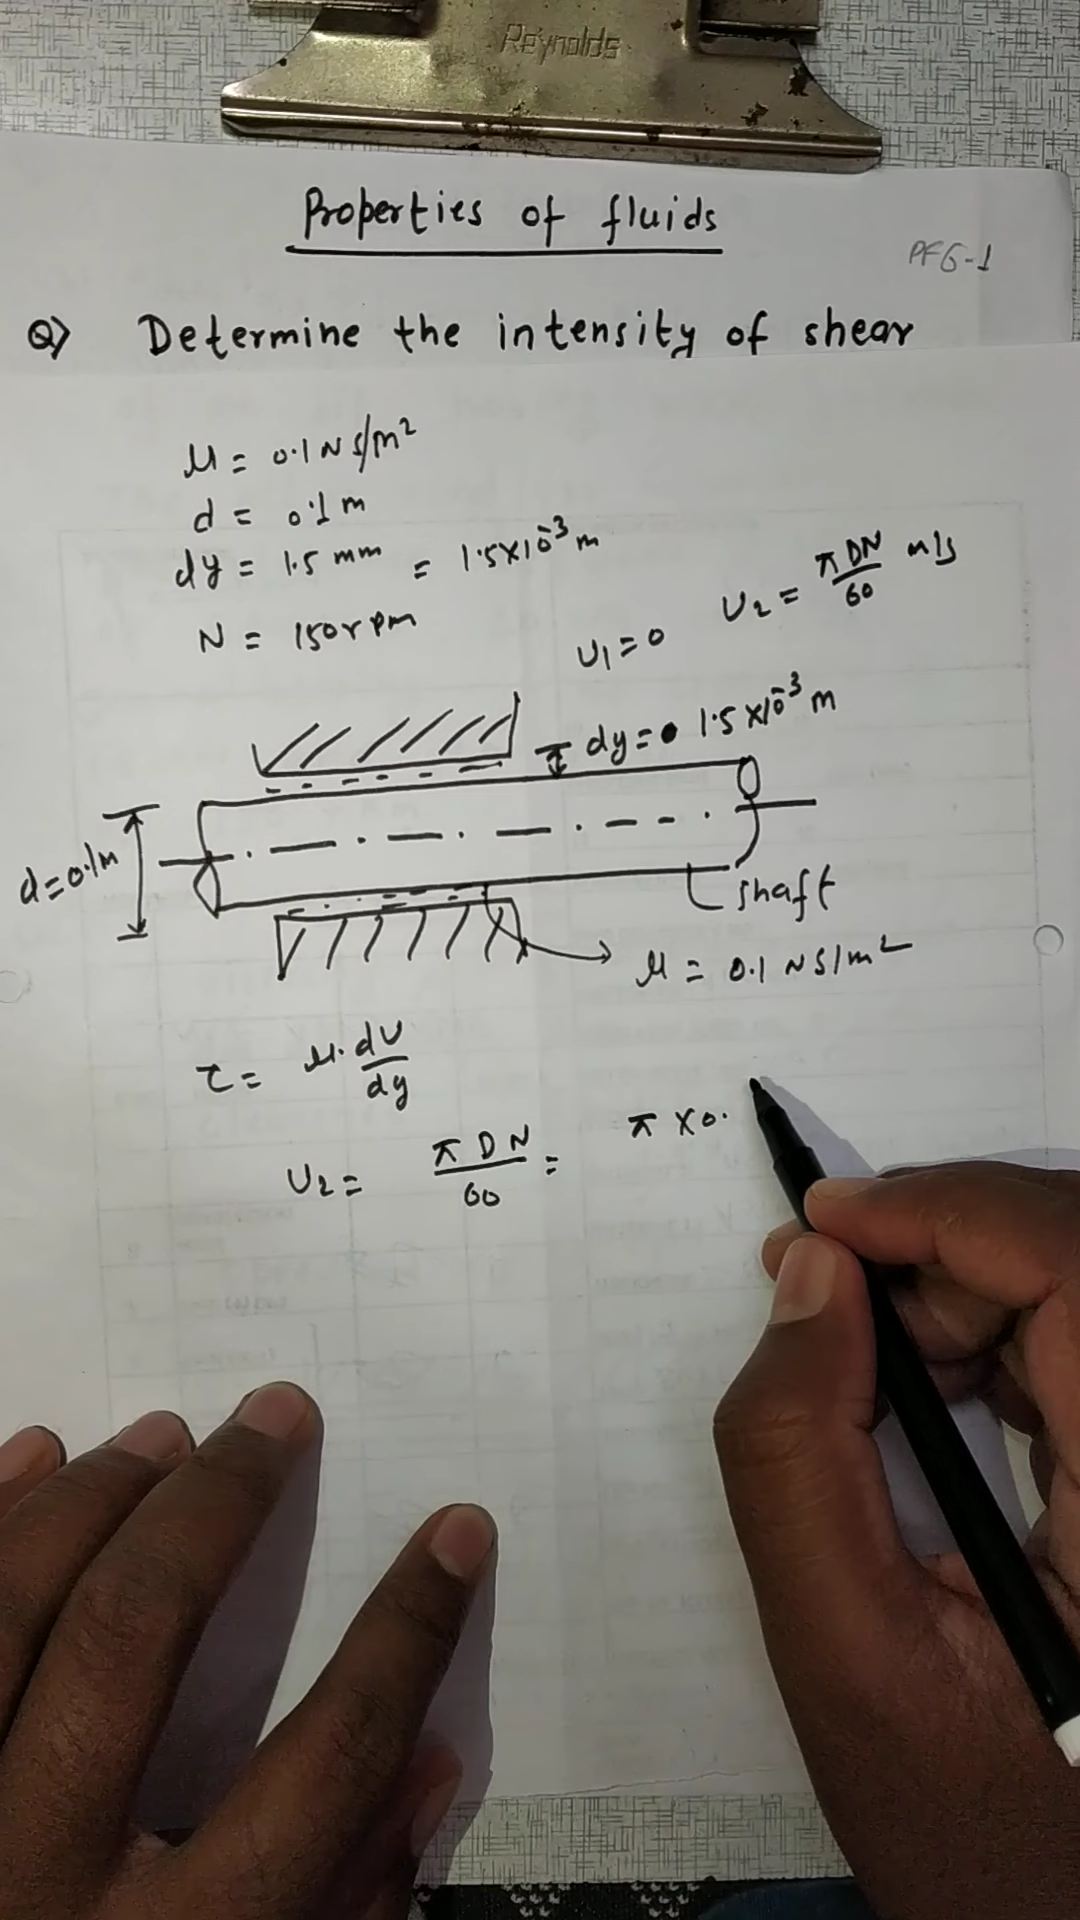 Reynolds
Properties of fluids
PFG-1
Q) Determine the intensity of shear
μ = 0.1 NS/m²
d = 0.1 m
dy = 1.5 mm = 1.5×10⁻³ m
N = 150 rpm
U₁ = 0
U₂ = πDN/60 m/s
dy = 1.5×10⁻³ m
d = 0.1m
shaft
μ = 0.1 NS/m²
τ = μ. dU/dy
U₂ = πDN/60 = π × 0.